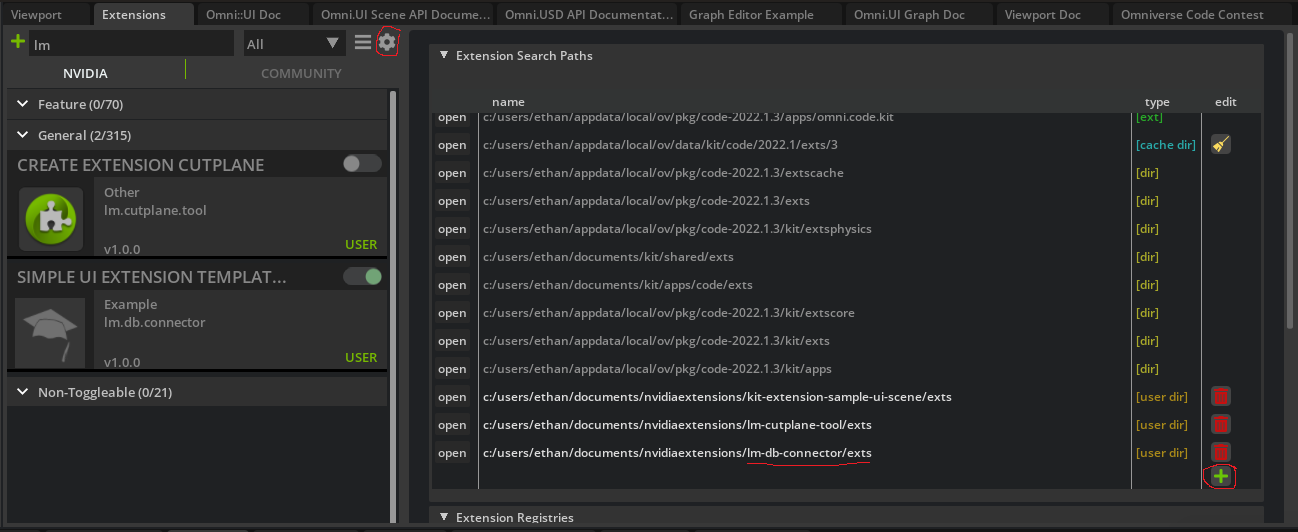 Viewport
Extensions
Omni::UI Doc
Omni.UI Scene API Docume...
Omni.USD API Documentat...
Graph Editor Example
Omni.UI Graph Doc
Viewport Doc
Omniverse Code Contest
lm
All
NVIDIA
COMMUNITY
Feature (0/70)
General (2/315)
CREATE EXTENSION CUTPLANE
Other
lm.cutplane.tool
v1.0.0
USER
SIMPLE UI EXTENSION TEMPLAT...
Example
lm.db.connector
v1.0.0
USER
Non-Toggleable (0/21)
Extension Search Paths
name type edit
open c:/users/ethan/appdata/local/ov/pkg/code-2022.1.3/apps/omni.code.kit [ext]
open c:/users/ethan/appdata/local/ov/data/kit/code/2022.1/exts/3 [cache dir]
open c:/users/ethan/appdata/local/ov/pkg/code-2022.1.3/extscache [dir]
open c:/users/ethan/appdata/local/ov/pkg/code-2022.1.3/exts [dir]
open c:/users/ethan/appdata/local/ov/pkg/code-2022.1.3/kit/extsphysics [dir]
open c:/users/ethan/documents/kit/shared/exts [dir]
open c:/users/ethan/documents/kit/apps/code/exts [dir]
open c:/users/ethan/appdata/local/ov/pkg/code-2022.1.3/kit/extscore [dir]
open c:/users/ethan/appdata/local/ov/pkg/code-2022.1.3/kit/exts [dir]
open c:/users/ethan/appdata/local/ov/pkg/code-2022.1.3/kit/apps [dir]
open c:/users/ethan/documents/nvidiaextensions/kit-extension-sample-ui-scene/exts [user dir]
open c:/users/ethan/documents/nvidiaextensions/lm-cutplane-tool/exts [user dir]
open c:/users/ethan/documents/nvidiaextensions/lm-db-connector/exts [user dir]
Extension Registries